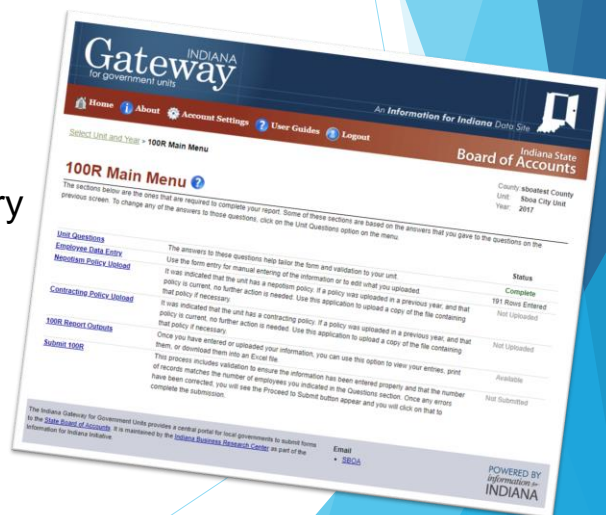 ry
INDIANA
Gateway
for government units
An Information for Indiana Data Site
Home About Account Settings User Guides Logout
Indiana State
Board of Accounts
Select Unit and Year > 100R Main Menu
County: sboatest County
Unit: Sboa City Unit
Year: 2017
100R Main Menu
The sections below are the ones that are required to complete your report. Some of these sections are based on the answers that you gave to the questions on the
previous screen. To change any of the answers to those questions, click on the Unit Questions option on the menu.
Status
Unit Questions The answers to these questions help tailor the form and validation to your unit. Complete
Employee Data Entry Use the form entry for manual entering of the information or to edit what you uploaded. 191 Rows Entered
Nepotism Policy Upload It was indicated that the unit has a nepotism policy. If a policy was uploaded in a previous year, and that Not Uploaded
policy is current, no further action is needed. Use this application to upload a copy of the file containing
that policy if necessary.
Contracting Policy Upload It was indicated that the unit has a contracting policy. If a policy was uploaded in a previous year, and that Not Uploaded
policy is current, no further action is needed. Use this application to upload a copy of the file containing
that policy if necessary.
100R Report Outputs Once you have entered or uploaded your information, you can use this option to view your entries, print Available
them, or download them into an Excel file.
Submit 100R This process includes validation to ensure the information has been entered properly and that the number Not Submitted
of records matches the number of employees you indicated in the Questions section. Once any errors
have been corrected, you will see the Proceed to Submit button appear and you will click on that to
complete the submission.
The Indiana Gateway for Government Units provides a central portal for local governments to submit forms
to the State Board of Accounts. It is maintained by the Indiana Business Research Center as part of the
Information for Indiana Initiative.
Email
• SBOA
POWERED BY
information for
INDIANA